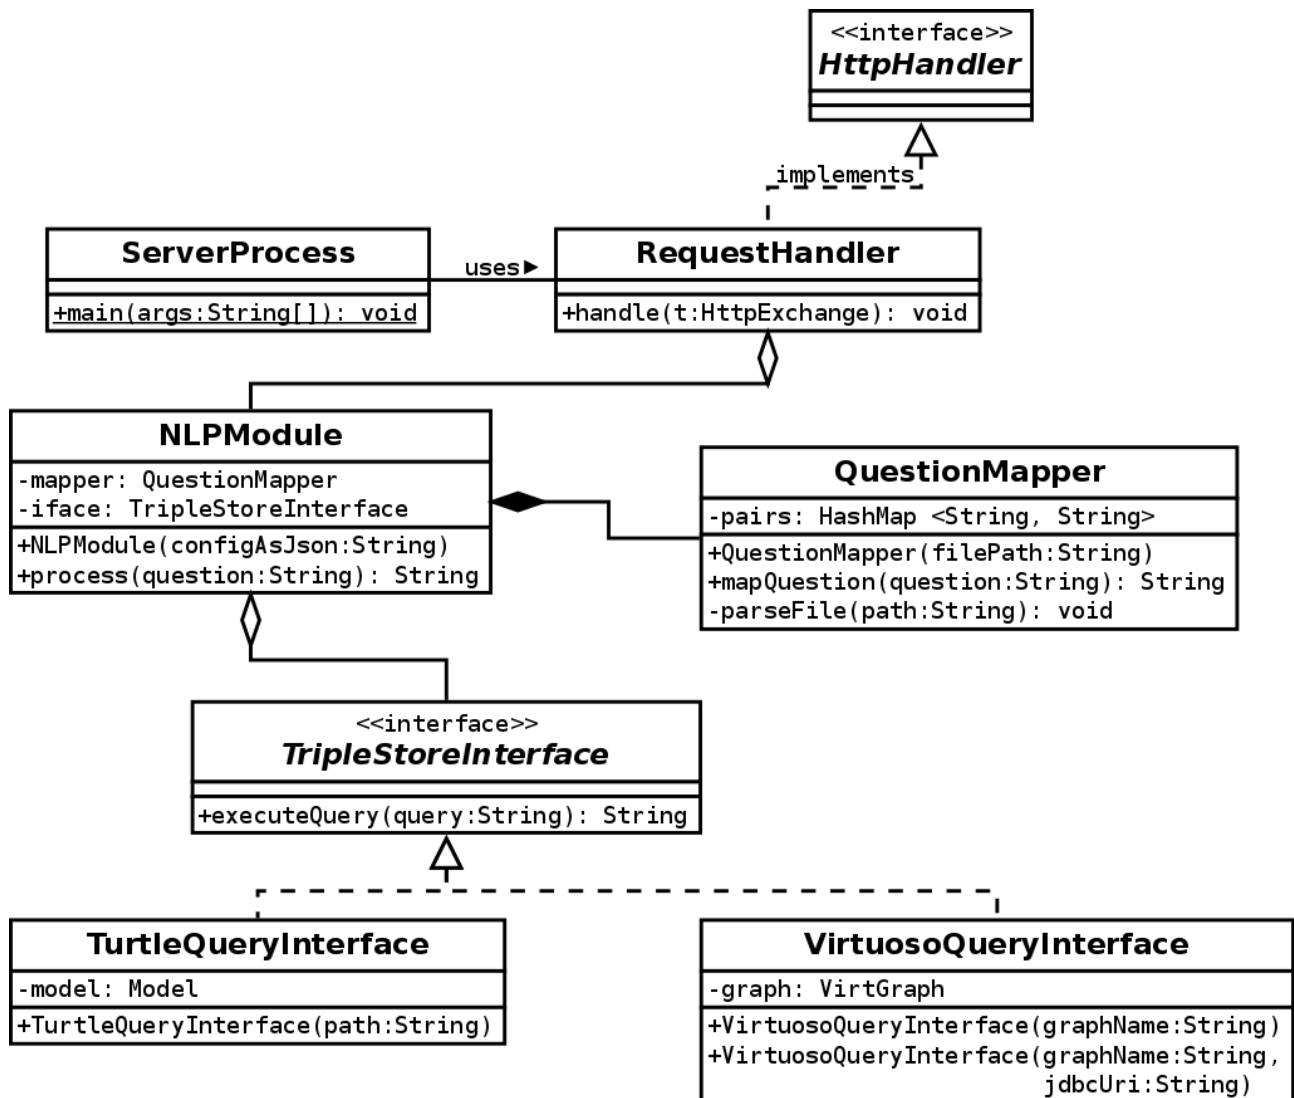 <<interface>>
HttpHandler
implements
ServerProcess
+main(args:String[]): void
uses▶
RequestHandler
+handle(t:HttpExchange): void
NLPModule
-mapper: QuestionMapper
-iface: TripleStoreInterface
+NLPModule(configAsJson:String)
+process(question:String): String
QuestionMapper
-pairs: HashMap <String, String>
+QuestionMapper(filePath:String)
+mapQuestion(question:String): String
-parseFile(path:String): void
<<interface>>
TripleStoreInterface
+executeQuery(query:String): String
TurtleQueryInterface
-model: Model
+TurtleQueryInterface(path:String)
VirtuosoQueryInterface
-graph: VirtGraph
+VirtuosoQueryInterface(graphName:String)
+VirtuosoQueryInterface(graphName:String,
jdbcUri:String)